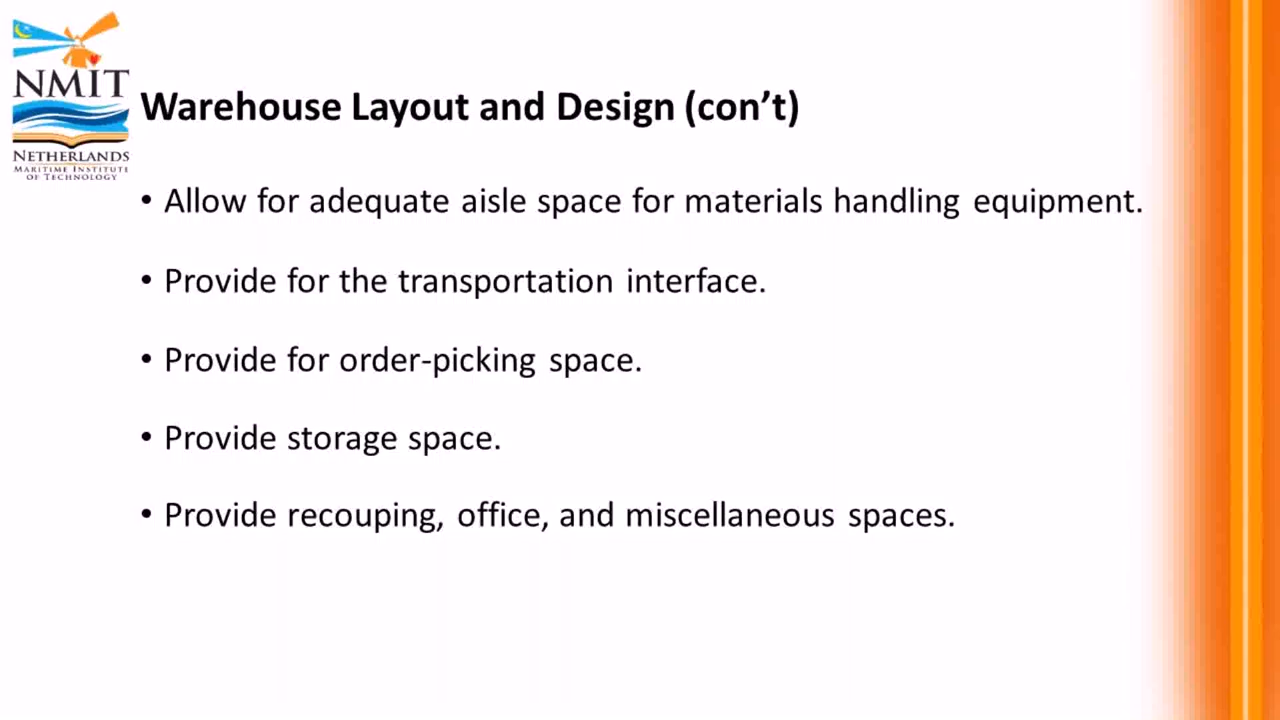 NMIT
NETHERLANDS
MARITIME INSTITUTE
OF TECHNOLOGY
Warehouse Layout and Design (con’t)
• Allow for adequate aisle space for materials handling equipment.
• Provide for the transportation interface.
• Provide for order-picking space.
• Provide storage space.
• Provide recouping, office, and miscellaneous spaces.